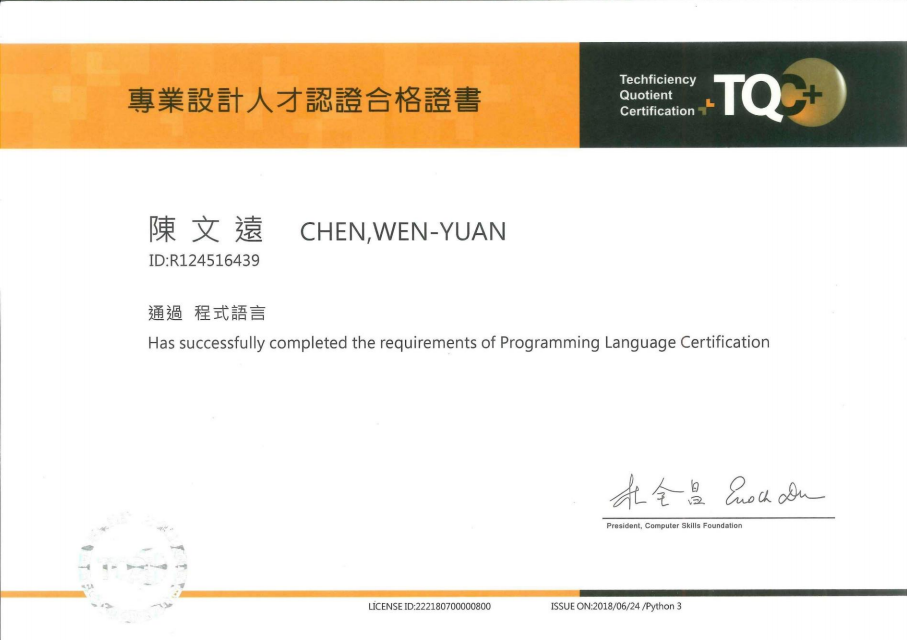 專業設計人才認證合格證書
Techficiency
Quotient
Certification
TQC+
陳文遠 CHEN,WEN-YUAN
ID:R124516439
通過 程式語言
Has successfully completed the requirements of Programming Language Certification
杜全昌 Enoch Du
President, Computer Skills Foundation
LICENSE ID:222180700000800
ISSUE ON:2018/06/24 /Python 3